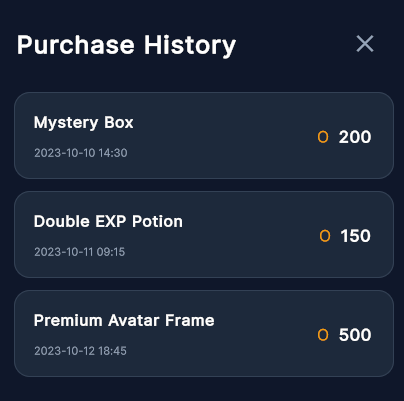 Purchase History
Mystery Box
2023-10-10 14:30
200
Double EXP Potion
2023-10-11 09:15
150
Premium Avatar Frame
2023-10-12 18:45
500